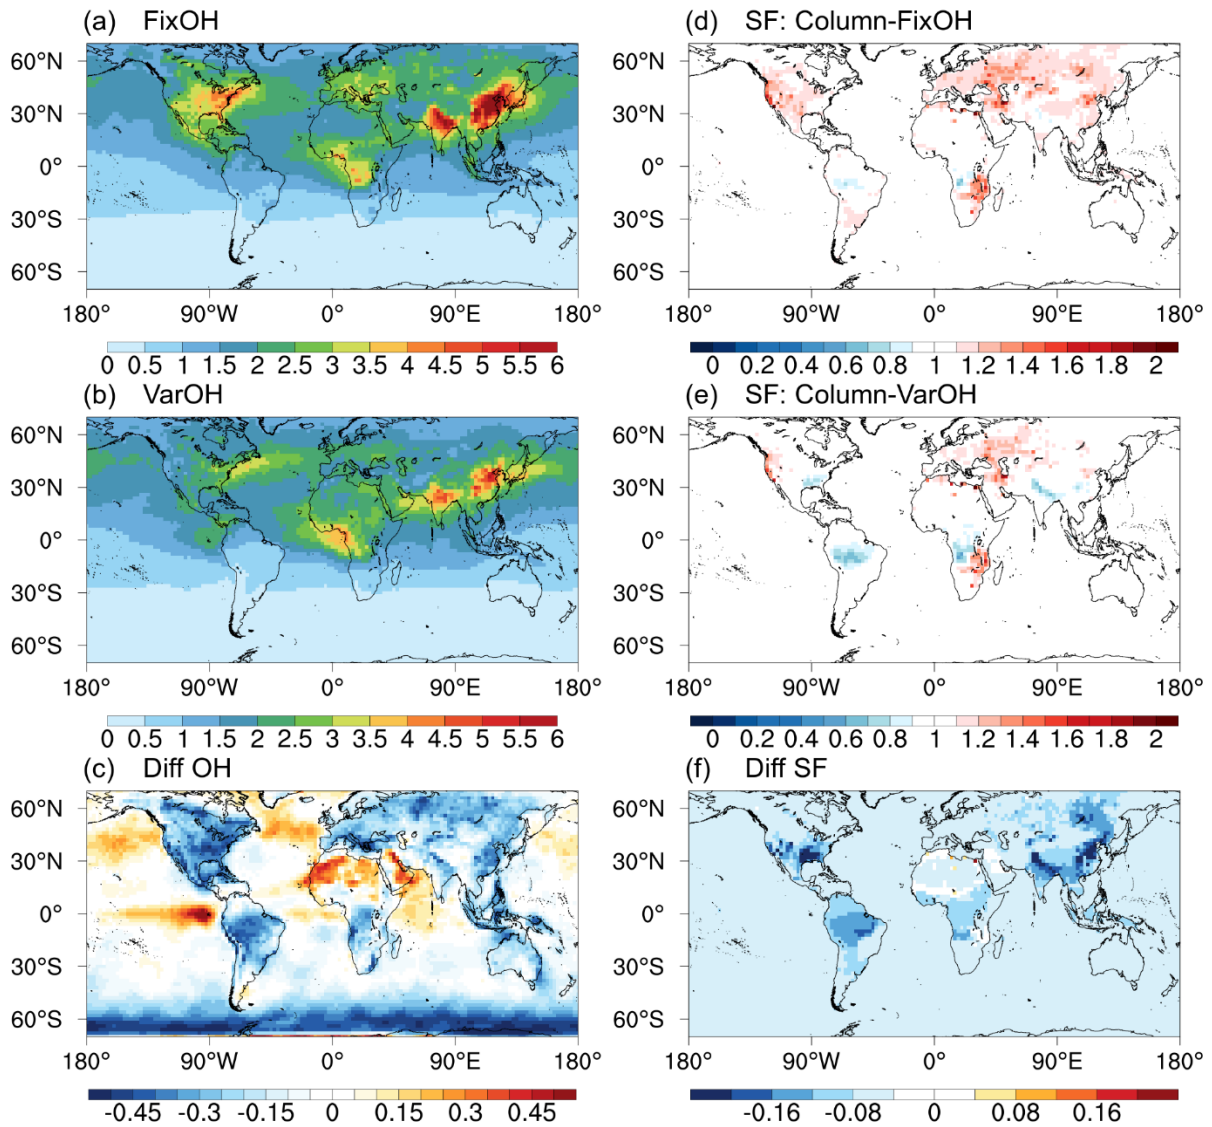 (a) FixOH
60°N
30°N
0°
30°S
60°S
180° 90°W 0° 90°E 180°
0 0.5 1 1.5 2 2.5 3 3.5 4 4.5 5 5.5 6
(d) SF: Column-FixOH
60°N
30°N
0°
30°S
60°S
180° 90°W 0° 90°E 180°
0 0.2 0.4 0.6 0.8 1 1.2 1.4 1.6 1.8 2
(b) VarOH
60°N
30°N
0°
30°S
60°S
180° 90°W 0° 90°E 180°
0 0.5 1 1.5 2 2.5 3 3.5 4 4.5 5 5.5 6
(e) SF: Column-VarOH
60°N
30°N
0°
30°S
60°S
180° 90°W 0° 90°E 180°
0 0.2 0.4 0.6 0.8 1 1.2 1.4 1.6 1.8 2
(c) Diff OH
60°N
30°N
0°
30°S
60°S
180° 90°W 0° 90°E 180°
-0.45 -0.3 -0.15 0 0.15 0.3 0.45
(f) Diff SF
60°N
30°N
0°
30°S
60°S
180° 90°W 0° 90°E 180°
-0.16 -0.08 0 0.08 0.16